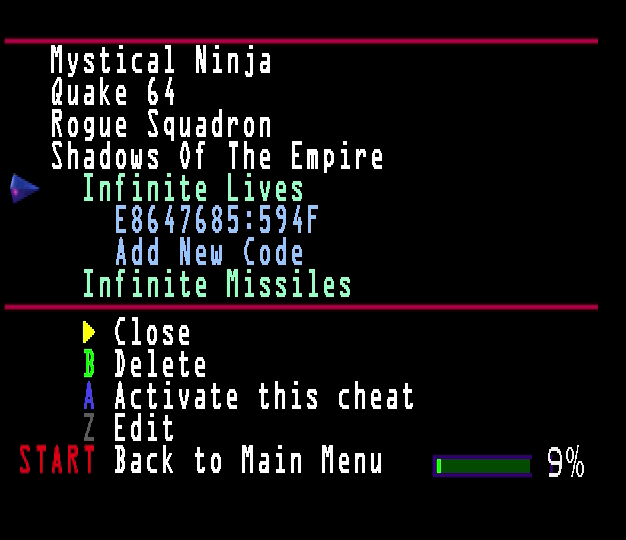 Mystical Ninja
Quake 64
Rogue Squadron
Shadows Of The Empire
Infinite Lives
E8647685:594F
Add New Code
Infinite Missiles
Close
B Delete
A Activate this cheat
Z Edit
START Back to Main Menu 9%